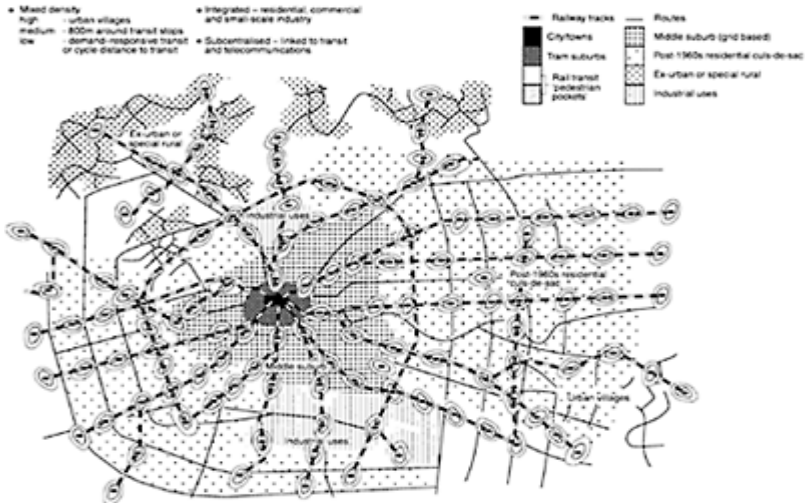 • Mixed density
high - urban villages
medium - 800m around transit stops
low - demand-responsive transit
or cycle distance to transit
• Integrated – residential, commercial
and small-scale industry
• Subcentralised – linked to transit
and telecommunications
Railway tracks
City/towns
Tram suburbs
Rail transit
'pedestrian
pockets'
Routes
Middle suburb (grid based)
Post-1960s residential culs-de-sac
Ex-urban or special rural
Industrial uses
Ex-urban or
special rural
Industrial uses
Post-1960s residential
culs-de-sac
Middle suburb
Urban villages
Industrial uses